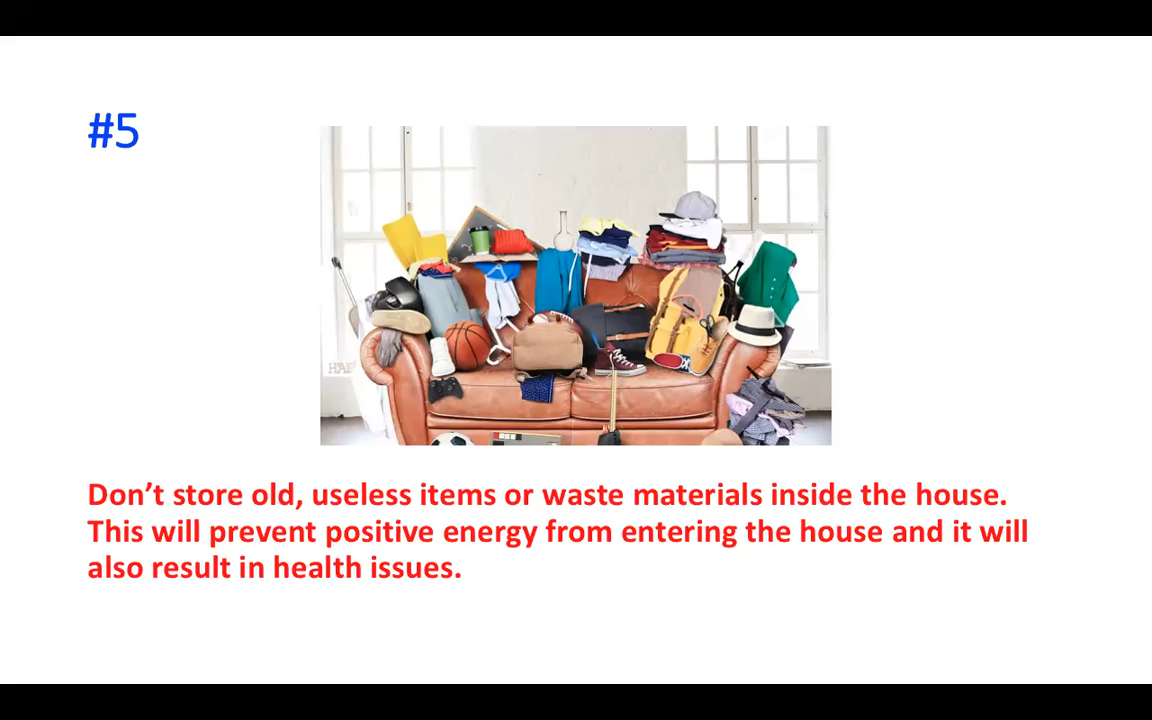 #5
Don’t store old, useless items or waste materials inside the house.
This will prevent positive energy from entering the house and it will
also result in health issues.